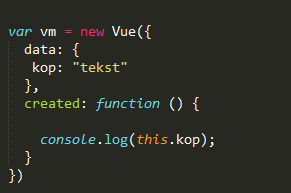 var vm = new Vue({
  data: {
   kop: "tekst"
  },
  created: function () {
    console.log(this.kop);
  }
})